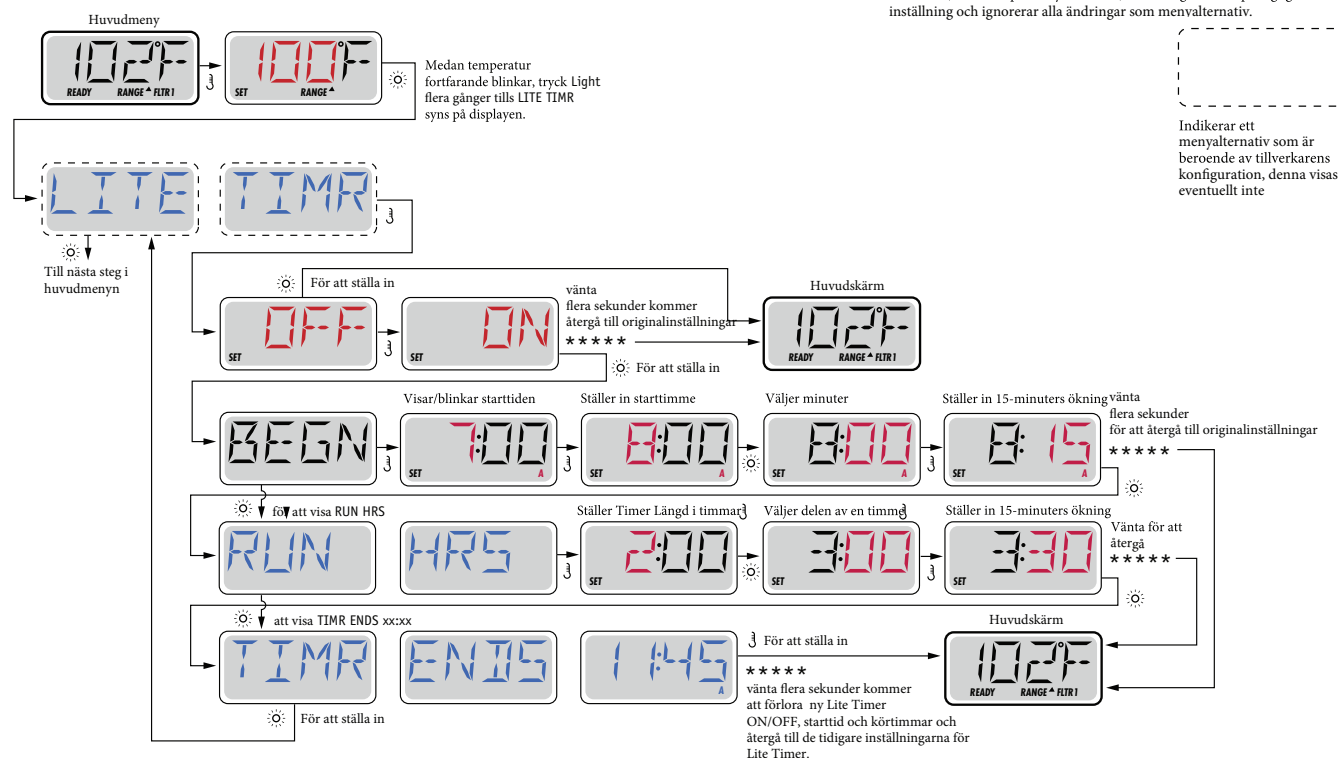 inställning och ignorerar alla ändringar som menyalternativ.
Huvudmeny
102°F
READY RANGE FLTR1
100°F
SET RANGE
Medan temperatur
fortfarande blinkar, tryck Light
flera gånger tills LITE TIMR
syns på displayen.
Indikerar ett
menyalternativ som är
beroende av tillverkarens
konfiguration, denna visas
eventuellt inte
LITE
TIMR
Till nästa steg i
huvudmenyn
För att ställa in
OFF
SET
ON
SET
vänta
flera sekunder kommer
återgå till originalinställningar
*****
Huvudskärm
102°F
READY RANGE FLTR1
För att ställa in
BEGN
Visar/blinkar starttiden
7:00
SET A
Ställer in starttimme
8:00
SET A
Väljer minuter
8:00
SET A
Ställer in 15-minuters ökning
8:15
SET A
vänta
flera sekunder
för att återgå till originalinställningar
*****
för att visa RUN HRS
RUN
HRS
Ställer Timer Längd i timmar
2:00
SET
Väljer delen av en timme
3:00
SET
Ställer in 15-minuters ökning
3:30
SET
Vänta för att
återgå
*****
att visa TIMR ENDS xx:xx
TIMR
ENDS
11:45
A
För att ställa in
*****
vänta flera sekunder kommer
att förlora ny Lite Timer
ON/OFF, starttid och körtimmar och
återgå till de tidigare inställningarna för
Lite Timer.
Huvudskärm
102°F
READY RANGE FLTR1
För att ställa in